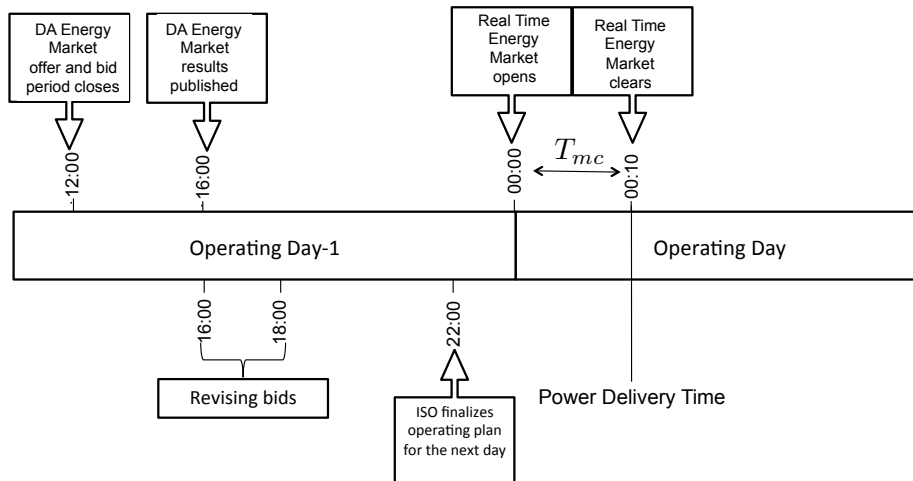 DA Energy
Market
offer and bid
period closes
DA Energy
Market
results
published
Real Time
Energy
Market
opens
Real Time
Energy
Market
clears
12:00
16:00
00:00
T_{mc}
00:10
Operating Day-1
Operating Day
16:00
18:00
22:00
Revising bids
ISO finalizes
operating plan
for the next day
Power Delivery Time